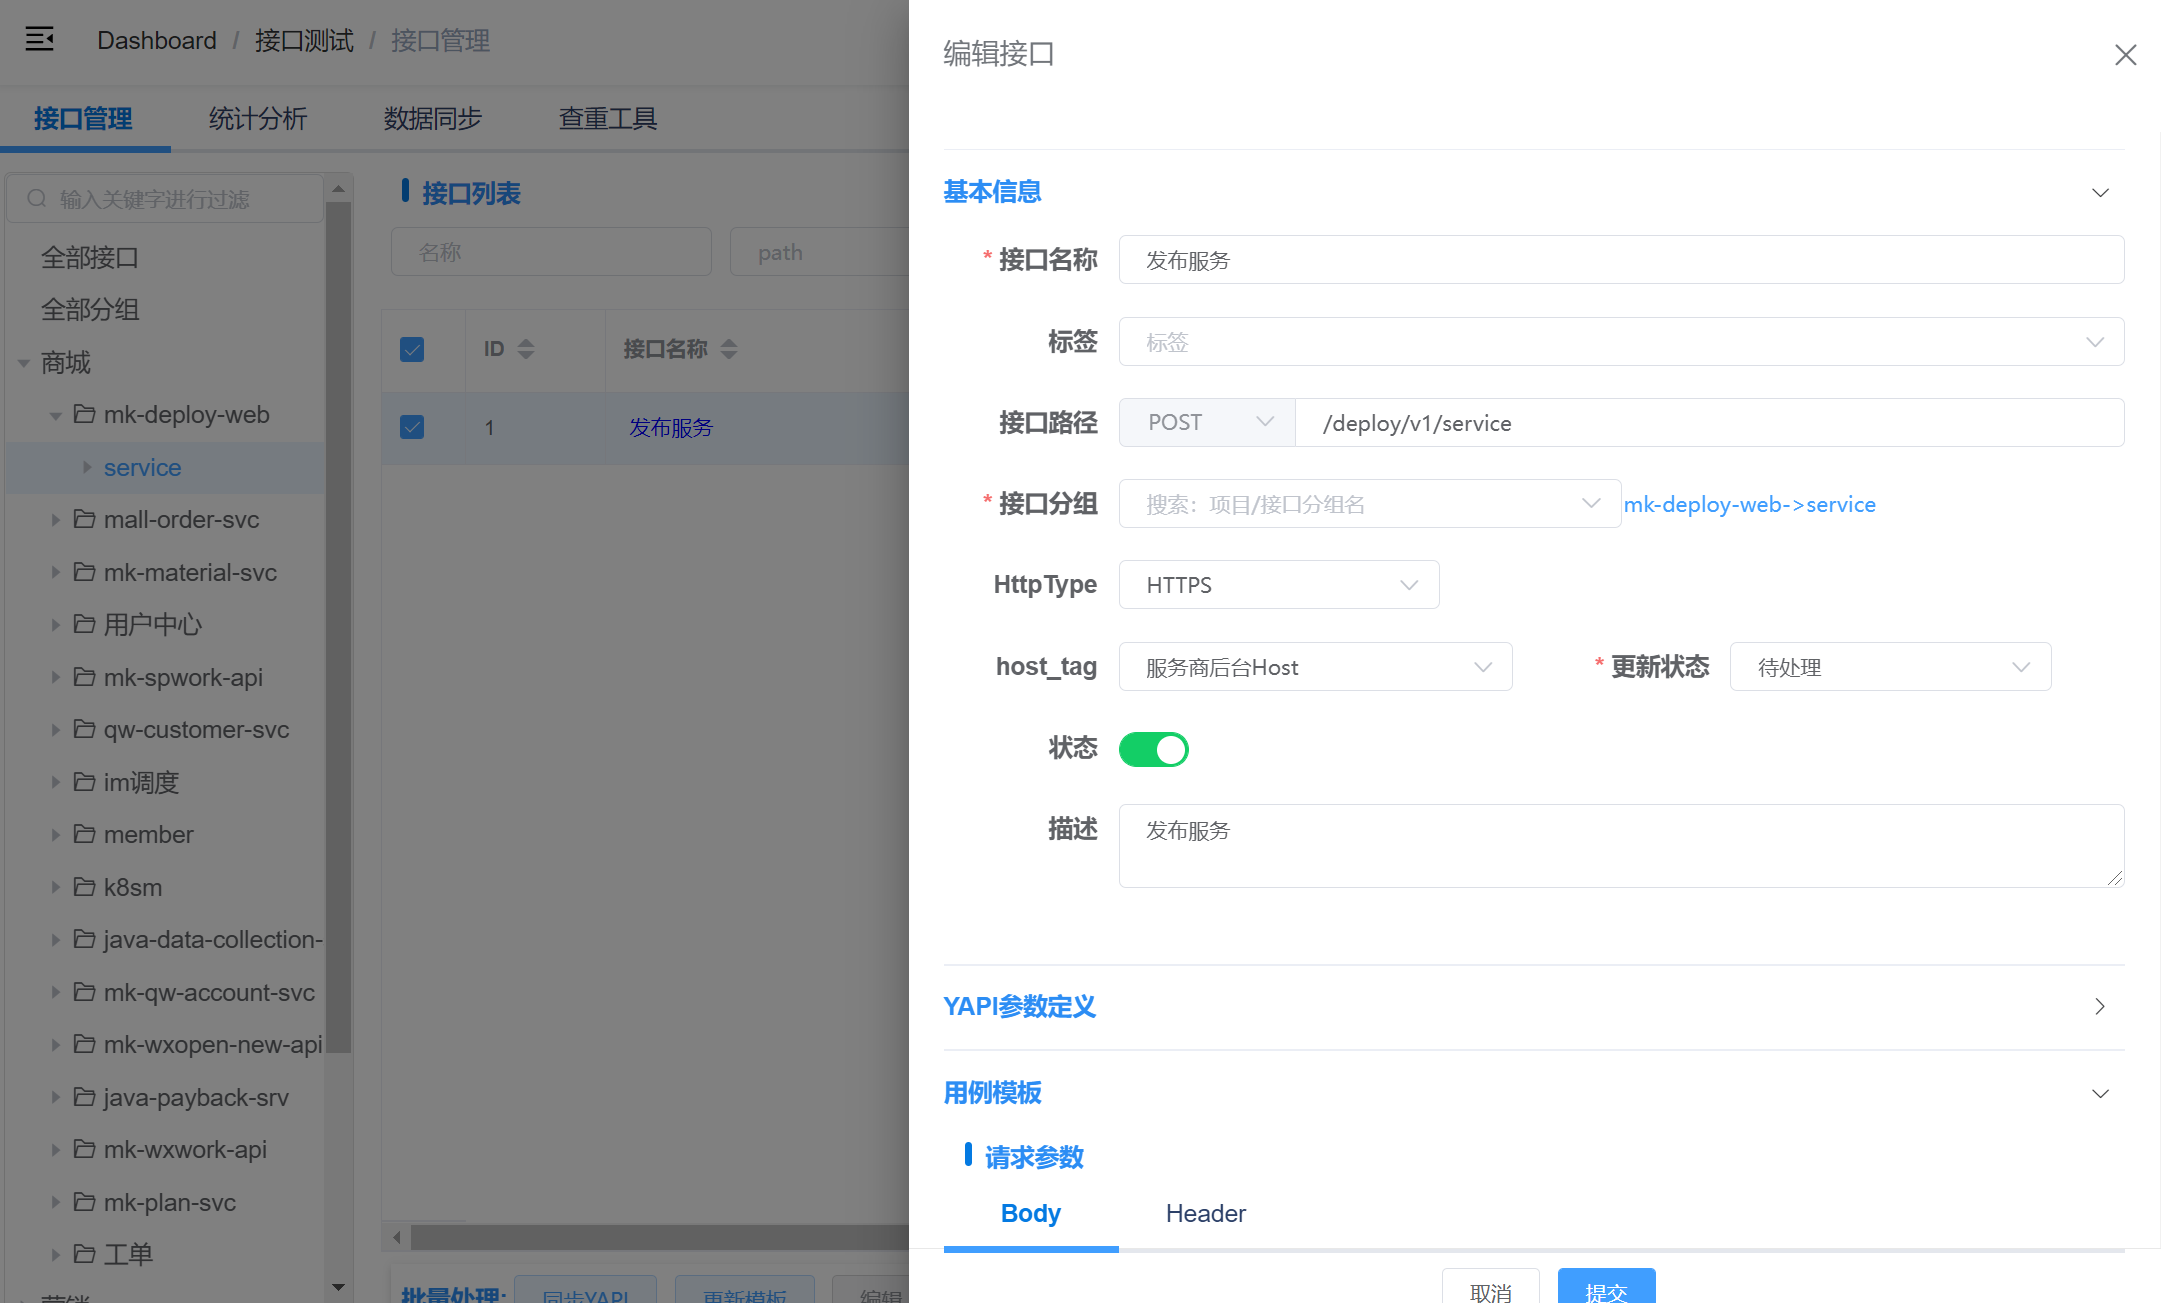 Dashboard / 接口测试 / 接口管理
接口管理 统计分析 数据同步 查重工具
输入关键字进行过滤
全部接口
全部分组
商城
mk-deploy-web
service
mall-order-svc
mk-material-svc
用户中心
mk-spwork-api
qw-customer-svc
im调度
member
k8sm
java-data-collection-
mk-qw-account-svc
mk-wxopen-new-api
java-payback-srv
mk-wxwork-api
mk-plan-svc
工单
营销
接口列表
名称 path
ID 接口名称
1 发布服务
批量处理: 同步YAPI 更新模板 编辑
编辑接口
基本信息
* 接口名称 发布服务
标签 标签
接口路径 POST /deploy/v1/service
* 接口分组 搜索：项目/接口分组名 mk-deploy-web->service
HttpType HTTPS
host_tag 服务商后台Host * 更新状态 待处理
状态
描述 发布服务
YAPI参数定义
用例模板
请求参数
Body Header
取消 提交